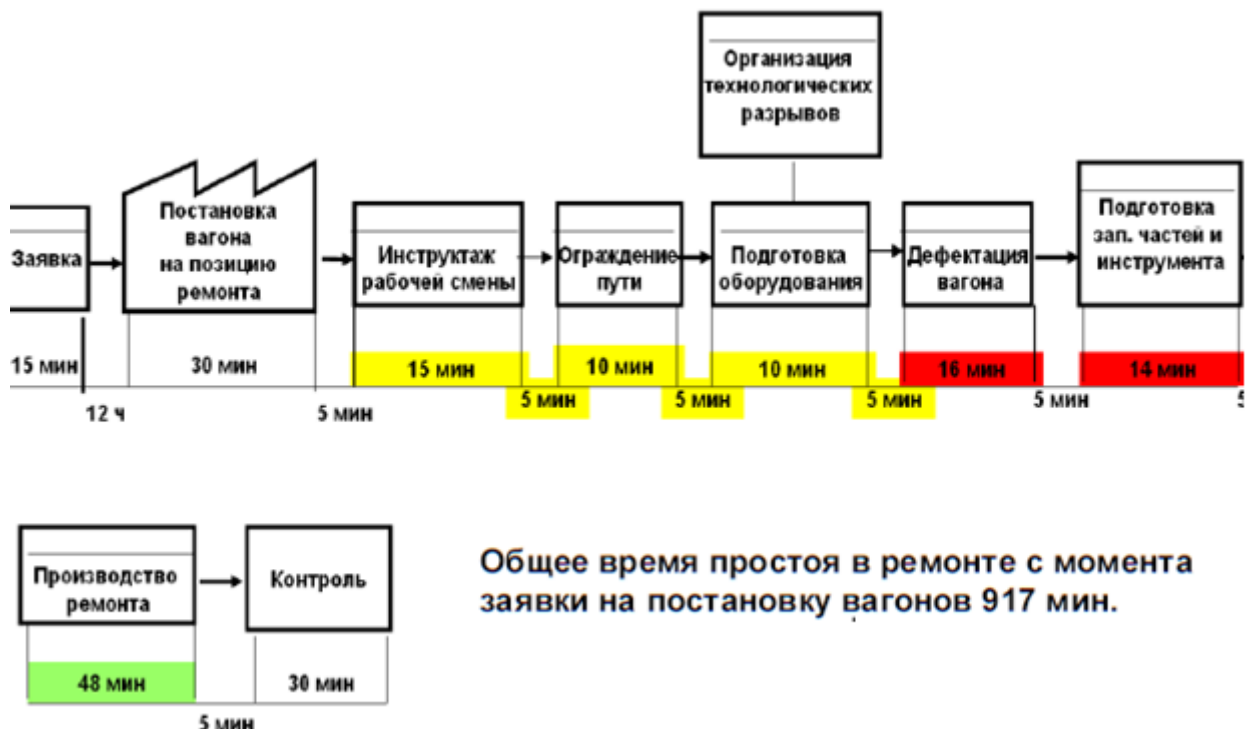 Организация
технологических
разрывов
Заявка
Постановка
вагона
на позицию
ремонта
Инструктаж
рабочей смены
Ограждение
пути
Подготовка
оборудования
Дефектация
вагона
Подготовка
зап. частей и
инструмента
15 мин
30 мин
15 мин
10 мин
10 мин
16 мин
14 мин
12 ч
5 мин
5 мин
5 мин
5 мин
5 мин
5
Производство
ремонта
Контроль
48 мин
30 мин
5 мин
Общее время простоя в ремонте с момента
заявки на постановку вагонов 917 мин.